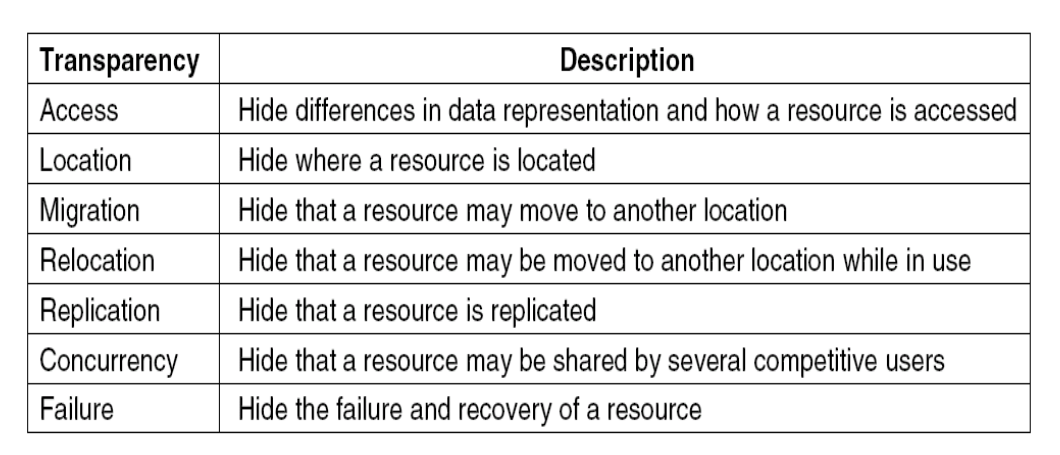 Transparency Description
Access Hide differences in data representation and how a resource is accessed
Location Hide where a resource is located
Migration Hide that a resource may move to another location
Relocation Hide that a resource may be moved to another location while in use
Replication Hide that a resource is replicated
Concurrency Hide that a resource may be shared by several competitive users
Failure Hide the failure and recovery of a resource